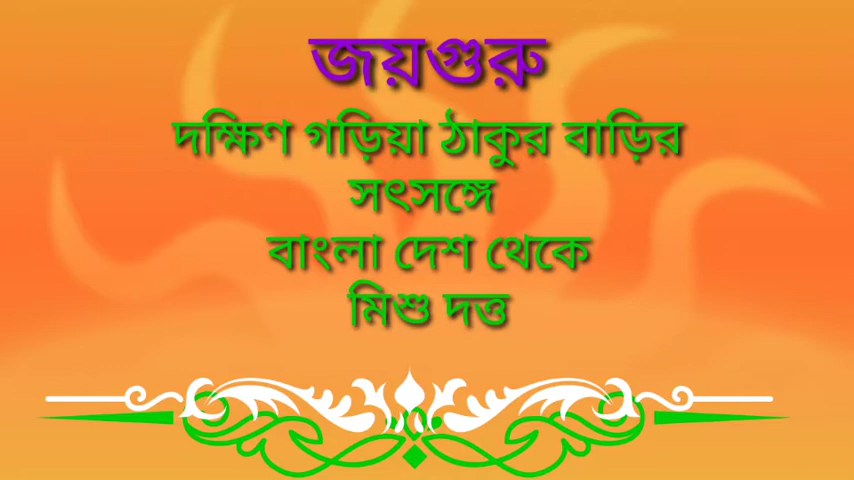 জয়গুরু
দক্ষিণ গড়িয়া ঠাকুর বাড়ির
সৎসঙ্গে
বাংলা দেশ থেকে
মিশু দত্ত